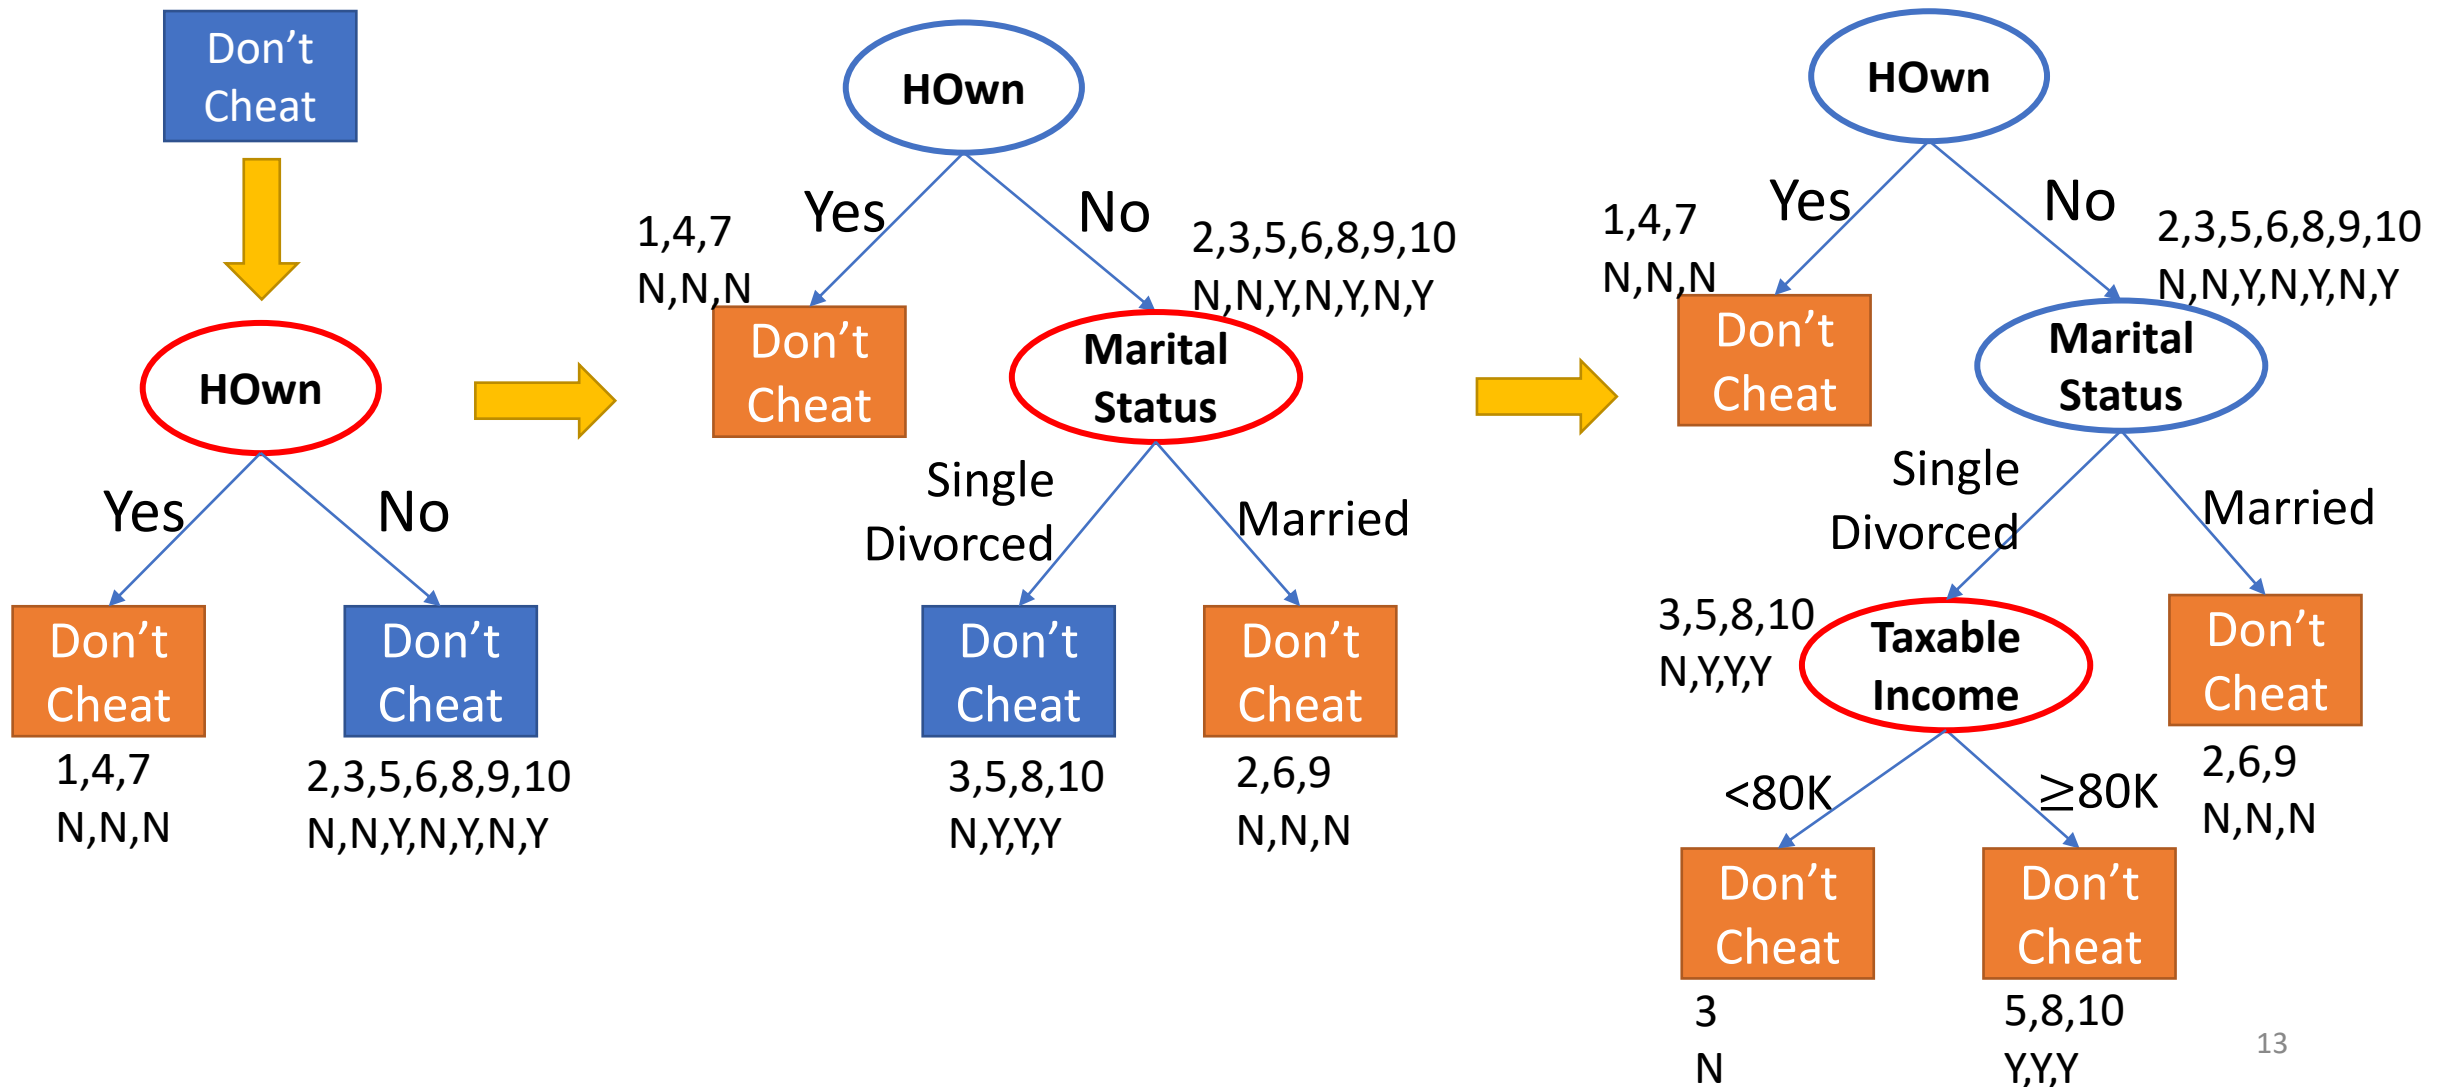 Don't
Cheat
HOwn
Yes
No
Don't
Cheat
Don't
Cheat
1,4,7
N,N,N
2,3,5,6,8,9,10
N,N,Y,N,Y,N,Y
HOwn
Yes
No
1,4,7
N,N,N
2,3,5,6,8,9,10
N,N,Y,N,Y,N,Y
Don't
Cheat
Marital
Status
Single
Divorced
Married
Don't
Cheat
Don't
Cheat
3,5,8,10
N,Y,Y,Y
2,6,9
N,N,N
HOwn
Yes
No
1,4,7
N,N,N
2,3,5,6,8,9,10
N,N,Y,N,Y,N,Y
Don't
Cheat
Marital
Status
Single
Divorced
Married
3,5,8,10
N,Y,Y,Y
Taxable
Income
Don't
Cheat
2,6,9
N,N,N
<80K
≥80K
Don't
Cheat
Don't
Cheat
3
N
5,8,10
Y,Y,Y
13